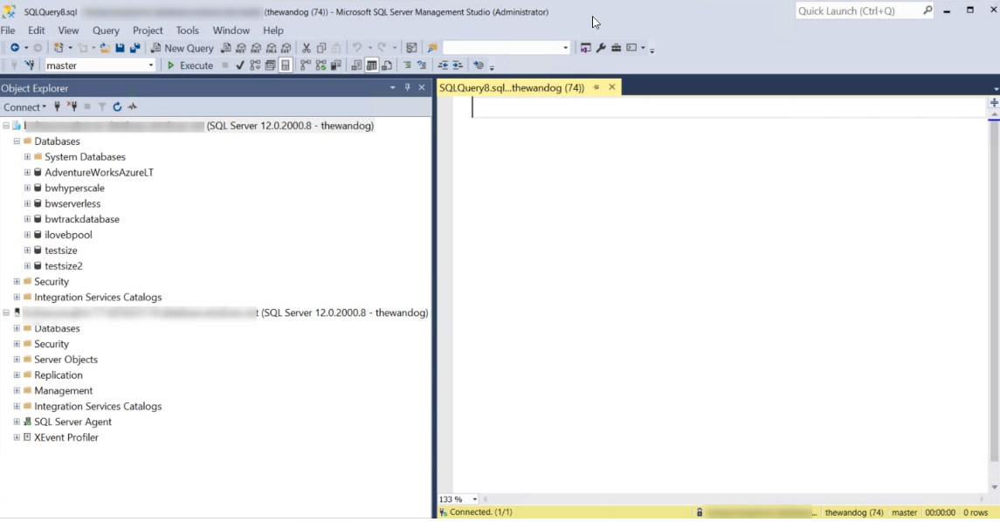 SQLQuery8.sql (thewandog (74)) - Microsoft SQL Server Management Studio (Administrator)
Quick Launch (Ctrl+Q)
File Edit View Query Project Tools Window Help
New Query
master Execute
Object Explorer
SQLQuery8.sql...thewandog (74))
Connect
(SQL Server 12.0.2000.8 - thewandog)
Databases
System Databases
AdventureWorksAzureLT
bwhyperscale
bwserverless
bwtrackdatabase
ilovebpool
testsize
testsize2
Security
Integration Services Catalogs
t (SQL Server 12.0.2000.8 - thewandog)
Databases
Security
Server Objects
Replication
Management
Integration Services Catalogs
SQL Server Agent
XEvent Profiler
133 %
Connected. (1/1) ... thewandog (74) master 00:00:00 0 rows